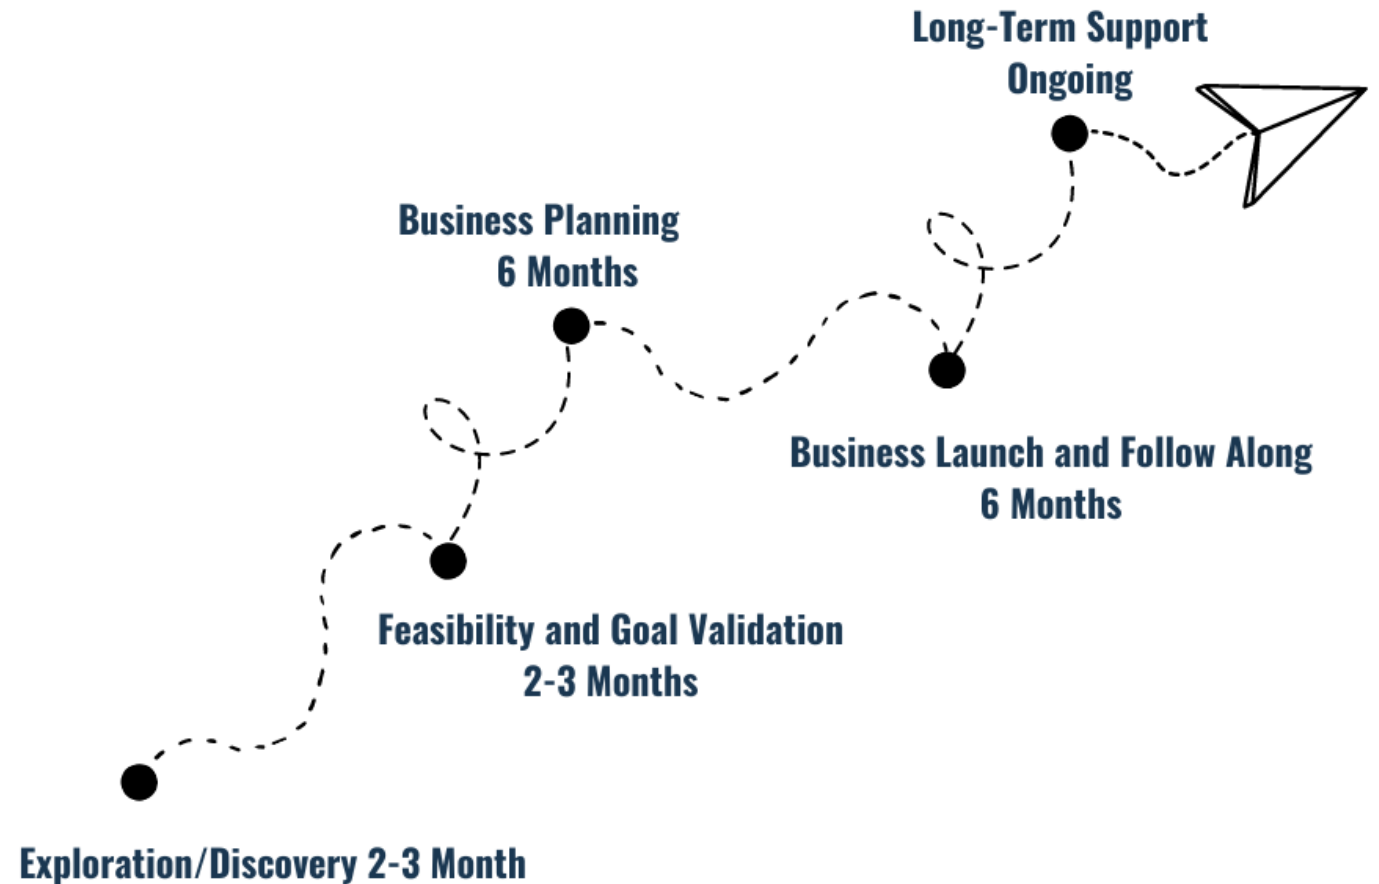 Long-Term Support
Ongoing
Business Planning
6 Months
Business Launch and Follow Along
6 Months
Feasibility and Goal Validation
2-3 Months
Exploration/Discovery 2-3 Month